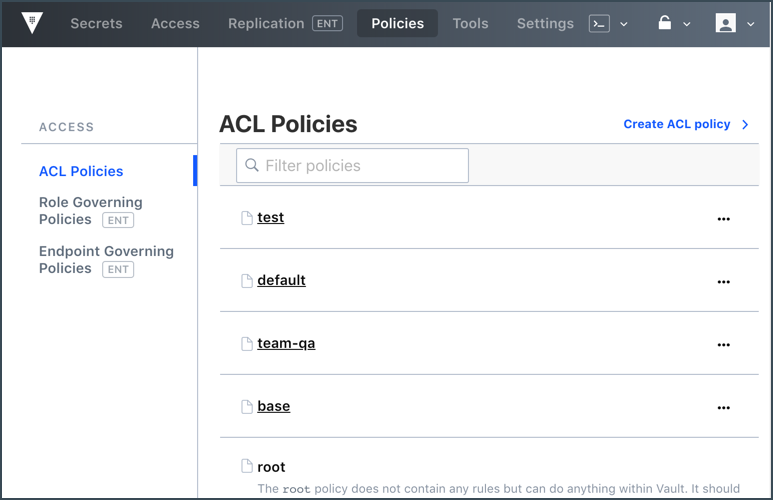 Secrets Access Replication ENT Policies Tools Settings
ACCESS
ACL Policies
Role Governing
Policies ENT
Endpoint Governing
Policies ENT
ACL Policies
Create ACL policy
Filter policies
test
default
team-qa
base
root
The root policy does not contain any rules but can do anything within Vault. It should